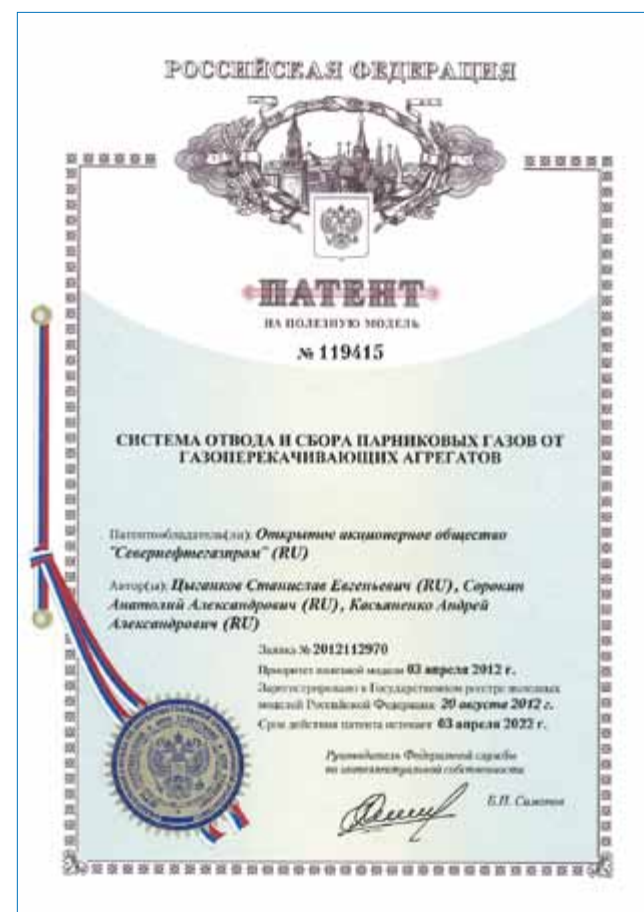 РОССИЙСКАЯ ФЕДЕРАЦИЯ
ПАТЕНТ
НА ПОЛЕЗНУЮ МОДЕЛЬ
№ 119415
СИСТЕМА ОТВОДА И СБОРА ПАРНИКОВЫХ ГАЗОВ ОТ
ГАЗОПЕРЕКАЧИВАЮЩИХ АГРЕГАТОВ
Патентообладатель(ли): Открытое акционерное общество
"Севернефтегазпром" (RU)
Автор(ы): Цыганков Станислав Евгеньевич (RU), Сорокин
Анатолий Александрович (RU), Касьяненко Андрей
Александрович (RU)
Заявка № 2012112970
Приоритет полезной модели 03 апреля 2012 г.
Зарегистрировано в Государственном реестре полезных
моделей Российской Федерации 20 августа 2012 г.
Срок действия патента истекает 03 апреля 2022 г.
Руководитель Федеральной службы
по интеллектуальной собственности
Б.П. Симонов